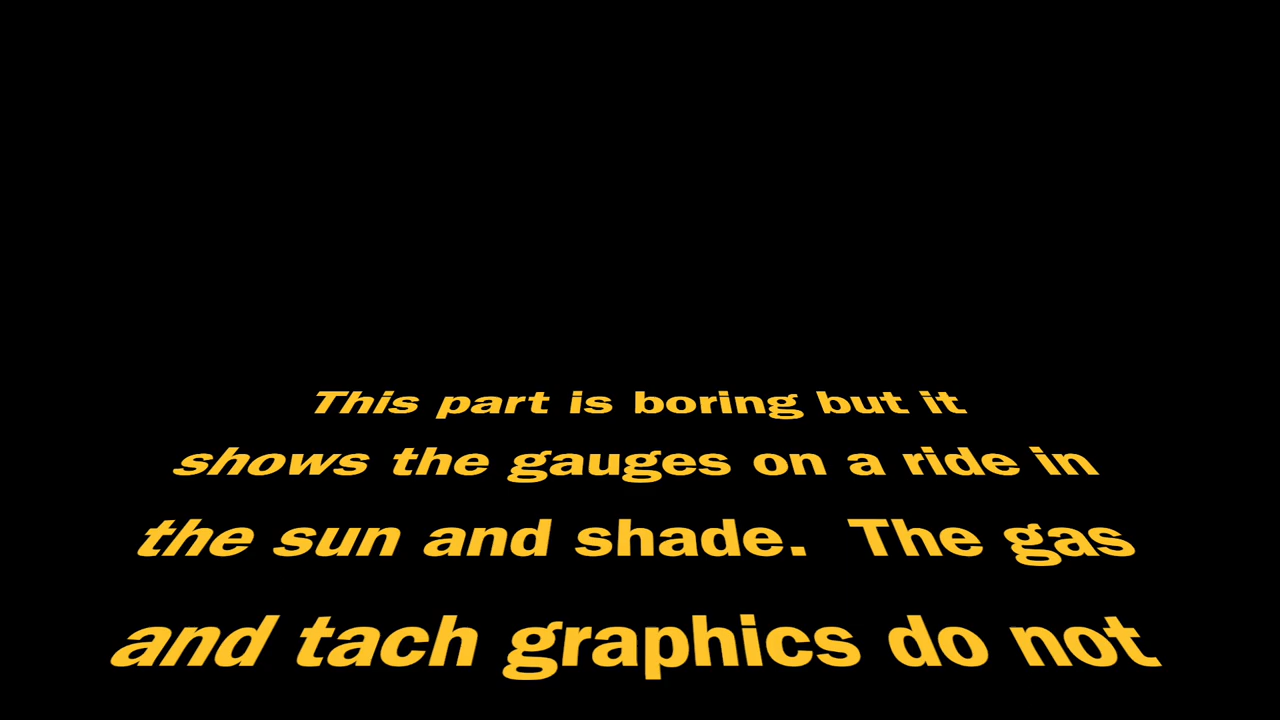 This part is boring but it
shows the gauges on a ride in
the sun and shade.  The gas
and tach graphics do not